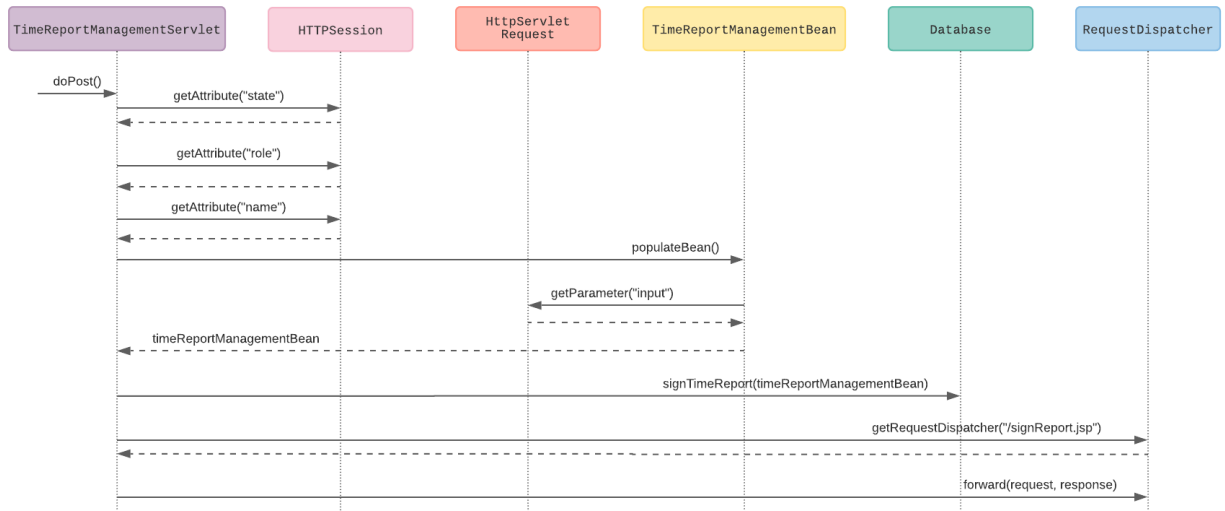 TimeReportManagementServlet
HTTPSession
HttpServlet
Request
TimeReportManagementBean
Database
RequestDispatcher
doPost()
getAttribute("state")
getAttribute("role")
getAttribute("name")
populateBean()
getParameter("input")
timeReportManagementBean
signTimeReport(timeReportManagementBean)
getRequestDispatcher("/signReport.jsp")
forward(request, response)